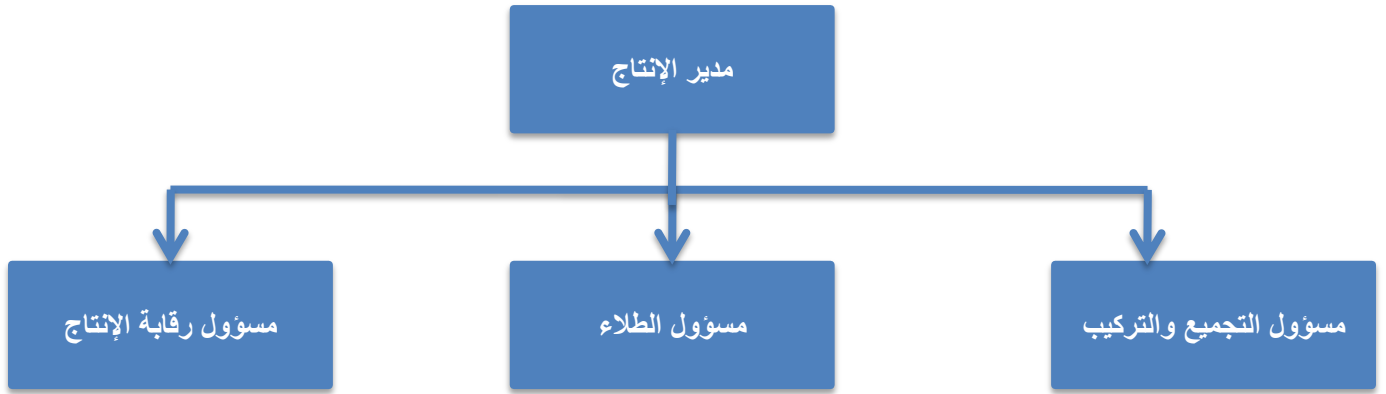 مدير الإنتاج
مسؤول التجميع والتركيب
مسؤول الطلاء
مسؤول رقابة الإنتاج